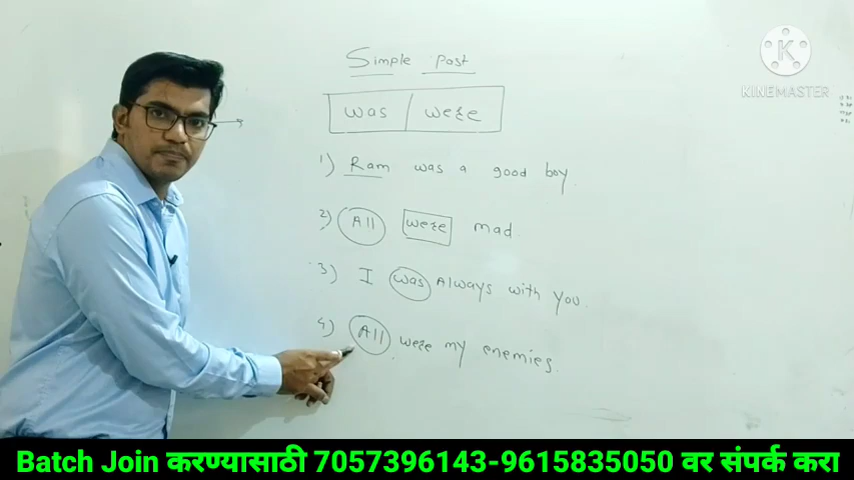 Simple Past
was were
1) Ram was a good boy.
2) All were mad.
3) I was Always with you.
4) All were my enemies.
KINEMASTER
Batch Join करण्यासाठी 7057396143-9615835050 वर संपर्क करा